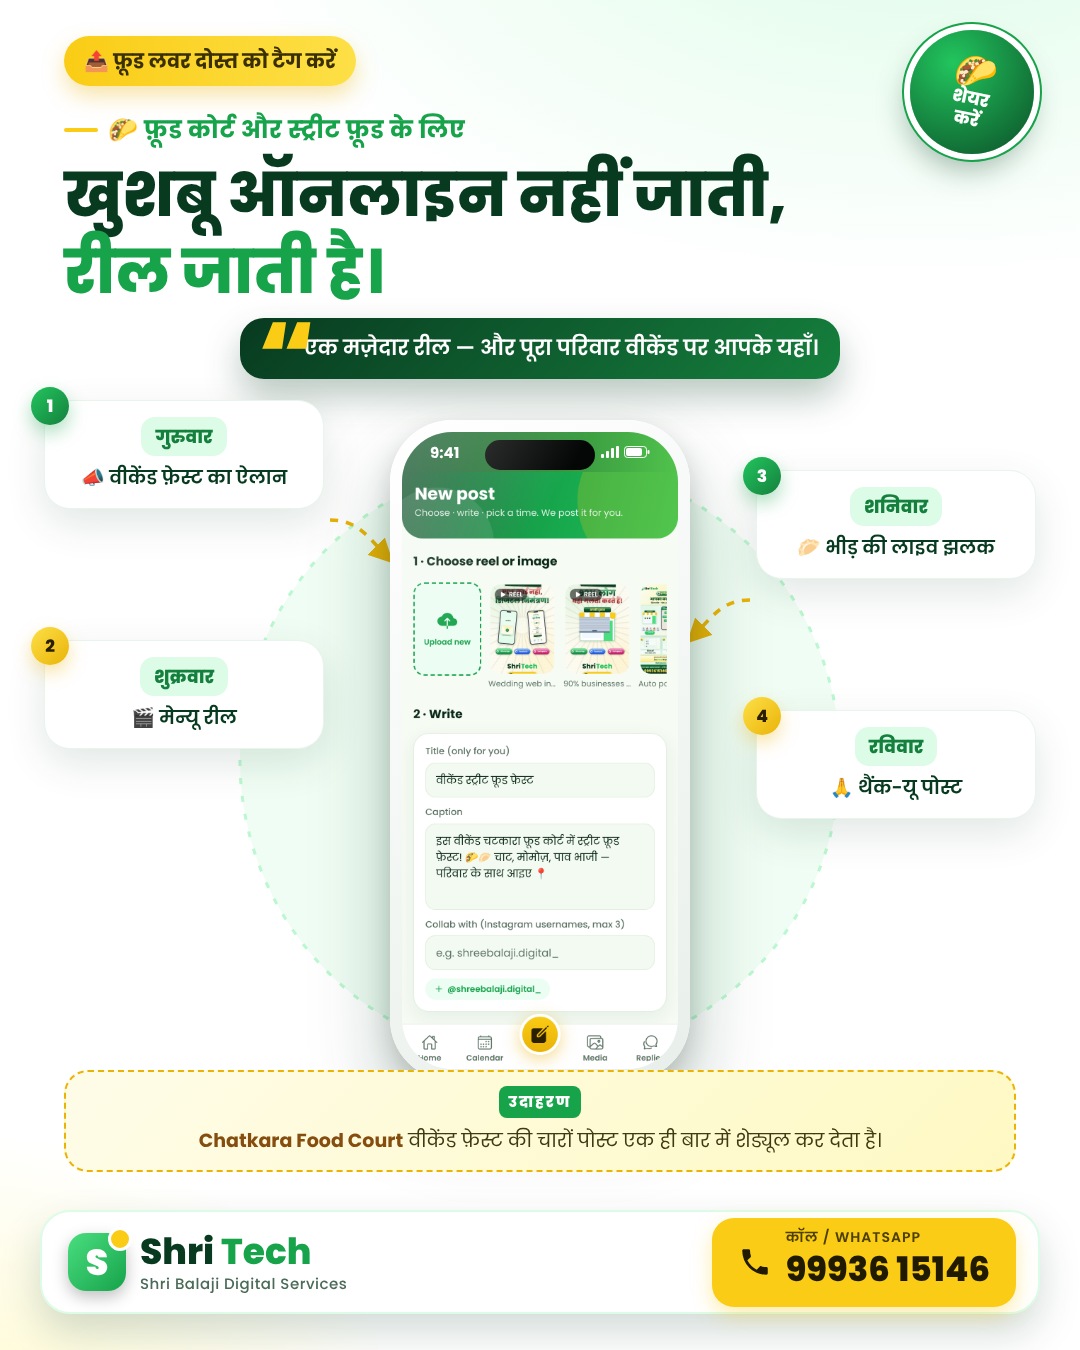 📤 फ़ूड लवर दोस्त को टैग करें
🌮 शेयर
करें
🌮 फ़ूड कोर्ट और स्ट्रीट फ़ूड के लिए
खुशबू ऑनलाइन नहीं जाती,
रील जाती है।
“एक मज़ेदार रील — और पूरा परिवार वीकेंड पर आपके यहाँ।
1
गुरुवार
📣 वीकेंड फ़ेस्ट का ऐलान
2
शुक्रवार
🎬 मेन्यू रील
3
शनिवार
🥟 भीड़ की लाइव झलक
4
रविवार
🙏 थैंक-यू पोस्ट
9:41
New post
Choose · write · pick a time. We post it for you.
1 · Choose reel or image
Upload new
REEL
REEL
ShriTech
ShriTech
Wedding web in...
90% businesses ...
Auto po
2 · Write
Title (only for you)
वीकेंड स्ट्रीट फ़ूड फ़ेस्ट
Caption
इस वीकेंड चटकारा फ़ूड कोर्ट में स्ट्रीट फ़ूड
फ़ेस्ट! 🌮🥟 चाट, मोमोज़, पाव भाजी —
परिवार के साथ आइए 📍
Collab with (Instagram usernames, max 3)
e.g. shreebalaji.digital_
+ @shreebalaji.digital_
Home
Calendar
Media
Replie
उदाहरण
Chatkara Food Court वीकेंड फ़ेस्ट की चारों पोस्ट एक ही बार में शेड्यूल कर देता है।
S
Shri Tech
Shri Balaji Digital Services
कॉल / WHATSAPP
99936 15146